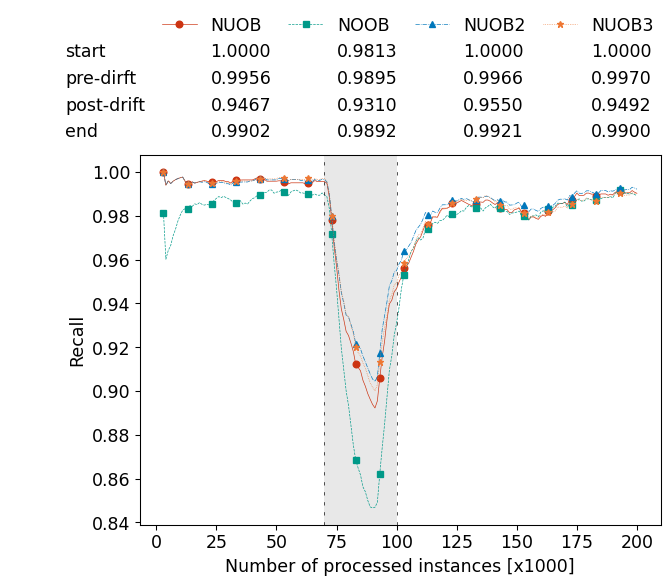 NUOB NOOB NUOB2 NUOB3
start 1.0000 0.9813 1.0000 1.0000
pre-dirft 0.9956 0.9895 0.9966 0.9970
post-drift 0.9467 0.9310 0.9550 0.9492
end 0.9902 0.9892 0.9921 0.9900
1.00
0.98
0.96
0.94
0.92
0.90
0.88
0.86
0.84
Recall
0 25 50 75 100 125 150 175 200
Number of processed instances [x1000]